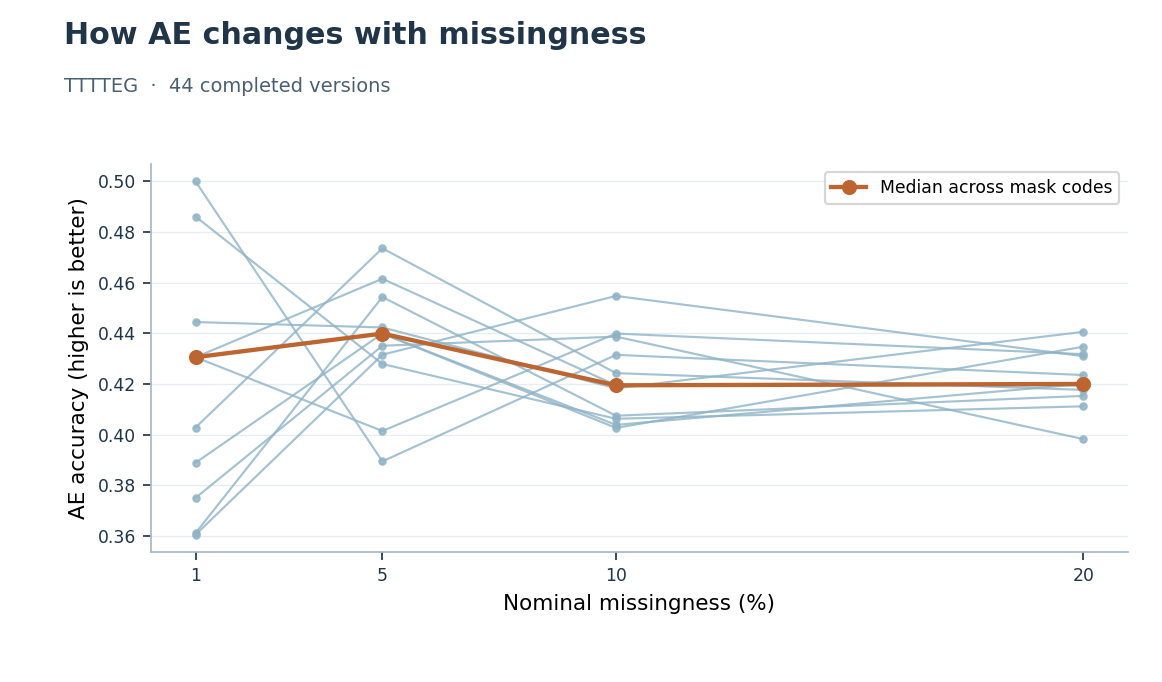 How AE changes with missingness
TTTTEG · 44 completed versions
Median across mask codes
AE accuracy (higher is better)
0.50
0.48
0.46
0.44
0.42
0.40
0.38
0.36
1 5 10 20
Nominal missingness (%)